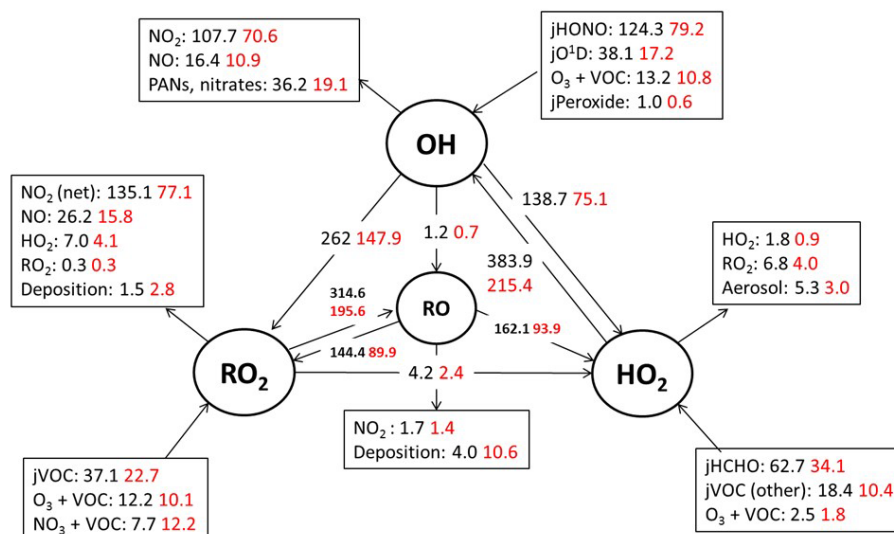 NO₂: 107.7 70.6
NO: 16.4 10.9
PANs, nitrates: 36.2 19.1
jHONO: 124.3 79.2
jO¹D: 38.1 17.2
O₃ + VOC: 13.2 10.8
jPeroxide: 1.0 0.6
OH
NO₂ (net): 135.1 77.1
NO: 26.2 15.8
HO₂: 7.0 4.1
RO₂: 0.3 0.3
Deposition: 1.5 2.8
262 147.9
1.2 0.7
138.7 75.1
383.9
215.4
HO₂: 1.8 0.9
RO₂: 6.8 4.0
Aerosol: 5.3 3.0
314.6
195.6
RO
144.4 89.9
162.1 93.9
RO₂
4.2 2.4
HO₂
NO₂ : 1.7 1.4
Deposition: 4.0 10.6
jVOC: 37.1 22.7
O₃ + VOC: 12.2 10.1
NO₃ + VOC: 7.7 12.2
jHCHO: 62.7 34.1
jVOC (other): 18.4 10.4
O₃ + VOC: 2.5 1.8